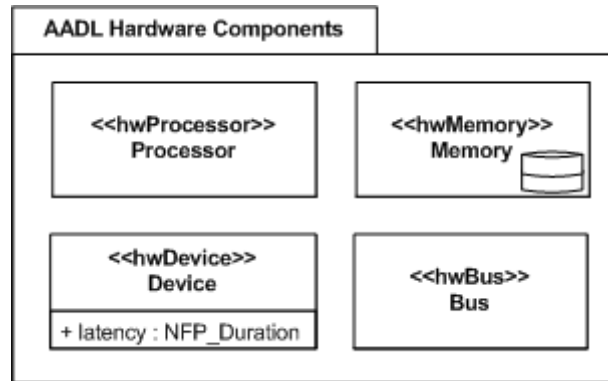 AADL Hardware Components
<<hwProcessor>>
Processor
<<hwMemory>>
Memory
<<hwDevice>>
Device
+ latency : NFP_Duration
<<hwBus>>
Bus